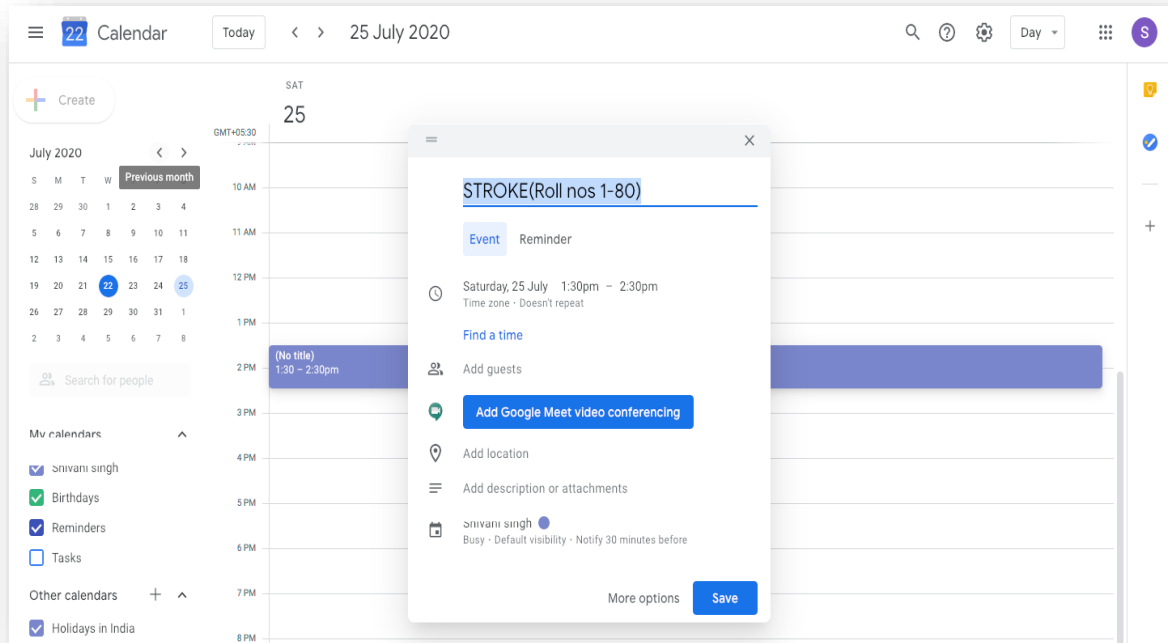 22 Calendar Today 25 July 2020 Day S
Create
SAT
25
GMT+05:30
July 2020
Previous month
S M T W
28 29 30 1 2 3 4
5 6 7 8 9 10 11
12 13 14 15 16 17 18
19 20 21 22 23 24 25
26 27 28 29 30 31 1
2 3 4 5 6 7 8
Search for people
My calendars
Shivani singh
Birthdays
Reminders
Tasks
Other calendars
Holidays in India
10 AM
11 AM
12 PM
1 PM
2 PM
3 PM
4 PM
5 PM
6 PM
7 PM
8 PM
(No title)
1:30 – 2:30pm
STROKE(Roll nos 1-80)
Event Reminder
Saturday, 25 July 1:30pm – 2:30pm
Time zone · Doesn't repeat
Find a time
Add guests
Add Google Meet video conferencing
Add location
Add description or attachments
Shivani singh
Busy · Default visibility · Notify 30 minutes before
More options Save